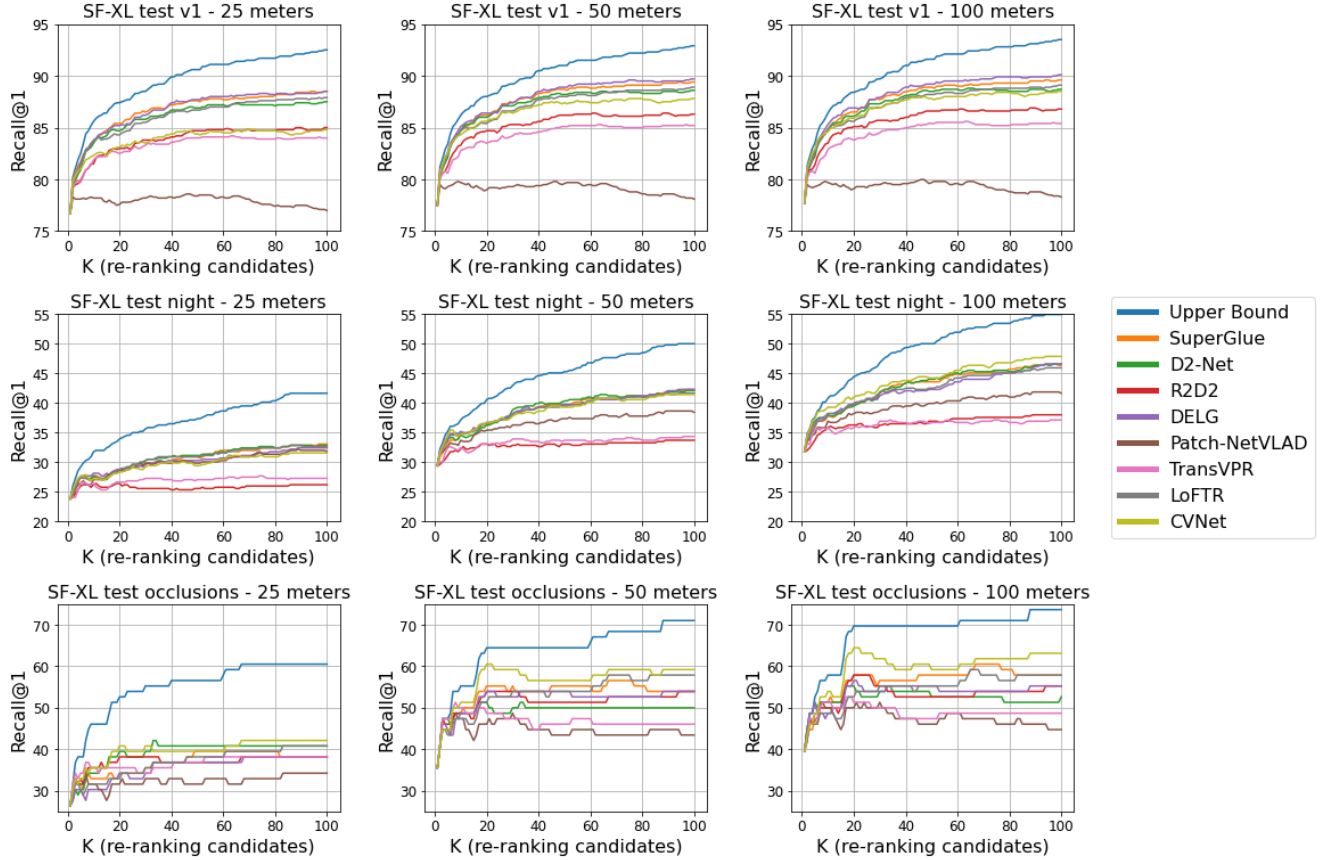 SF-XL test v1 - 25 meters
SF-XL test v1 - 50 meters
SF-XL test v1 - 100 meters
Recall@1
95
90
85
80
75
0 20 40 60 80 100
K (re-ranking candidates)
Recall@1
95
90
85
80
75
0 20 40 60 80 100
K (re-ranking candidates)
Recall@1
95
90
85
80
75
0 20 40 60 80 100
K (re-ranking candidates)
SF-XL test night - 25 meters
SF-XL test night - 50 meters
SF-XL test night - 100 meters
Recall@1
55
50
45
40
35
30
25
20
0 20 40 60 80 100
K (re-ranking candidates)
Recall@1
55
50
45
40
35
30
25
20
0 20 40 60 80 100
K (re-ranking candidates)
Recall@1
55
50
45
40
35
30
25
20
0 20 40 60 80 100
K (re-ranking candidates)
Upper Bound
SuperGlue
D2-Net
R2D2
DELG
Patch-NetVLAD
TransVPR
LoFTR
CVNet
SF-XL test occlusions - 25 meters
SF-XL test occlusions - 50 meters
SF-XL test occlusions - 100 meters
Recall@1
70
60
50
40
30
0 20 40 60 80 100
K (re-ranking candidates)
Recall@1
70
60
50
40
30
0 20 40 60 80 100
K (re-ranking candidates)
Recall@1
70
60
50
40
30
0 20 40 60 80 100
K (re-ranking candidates)